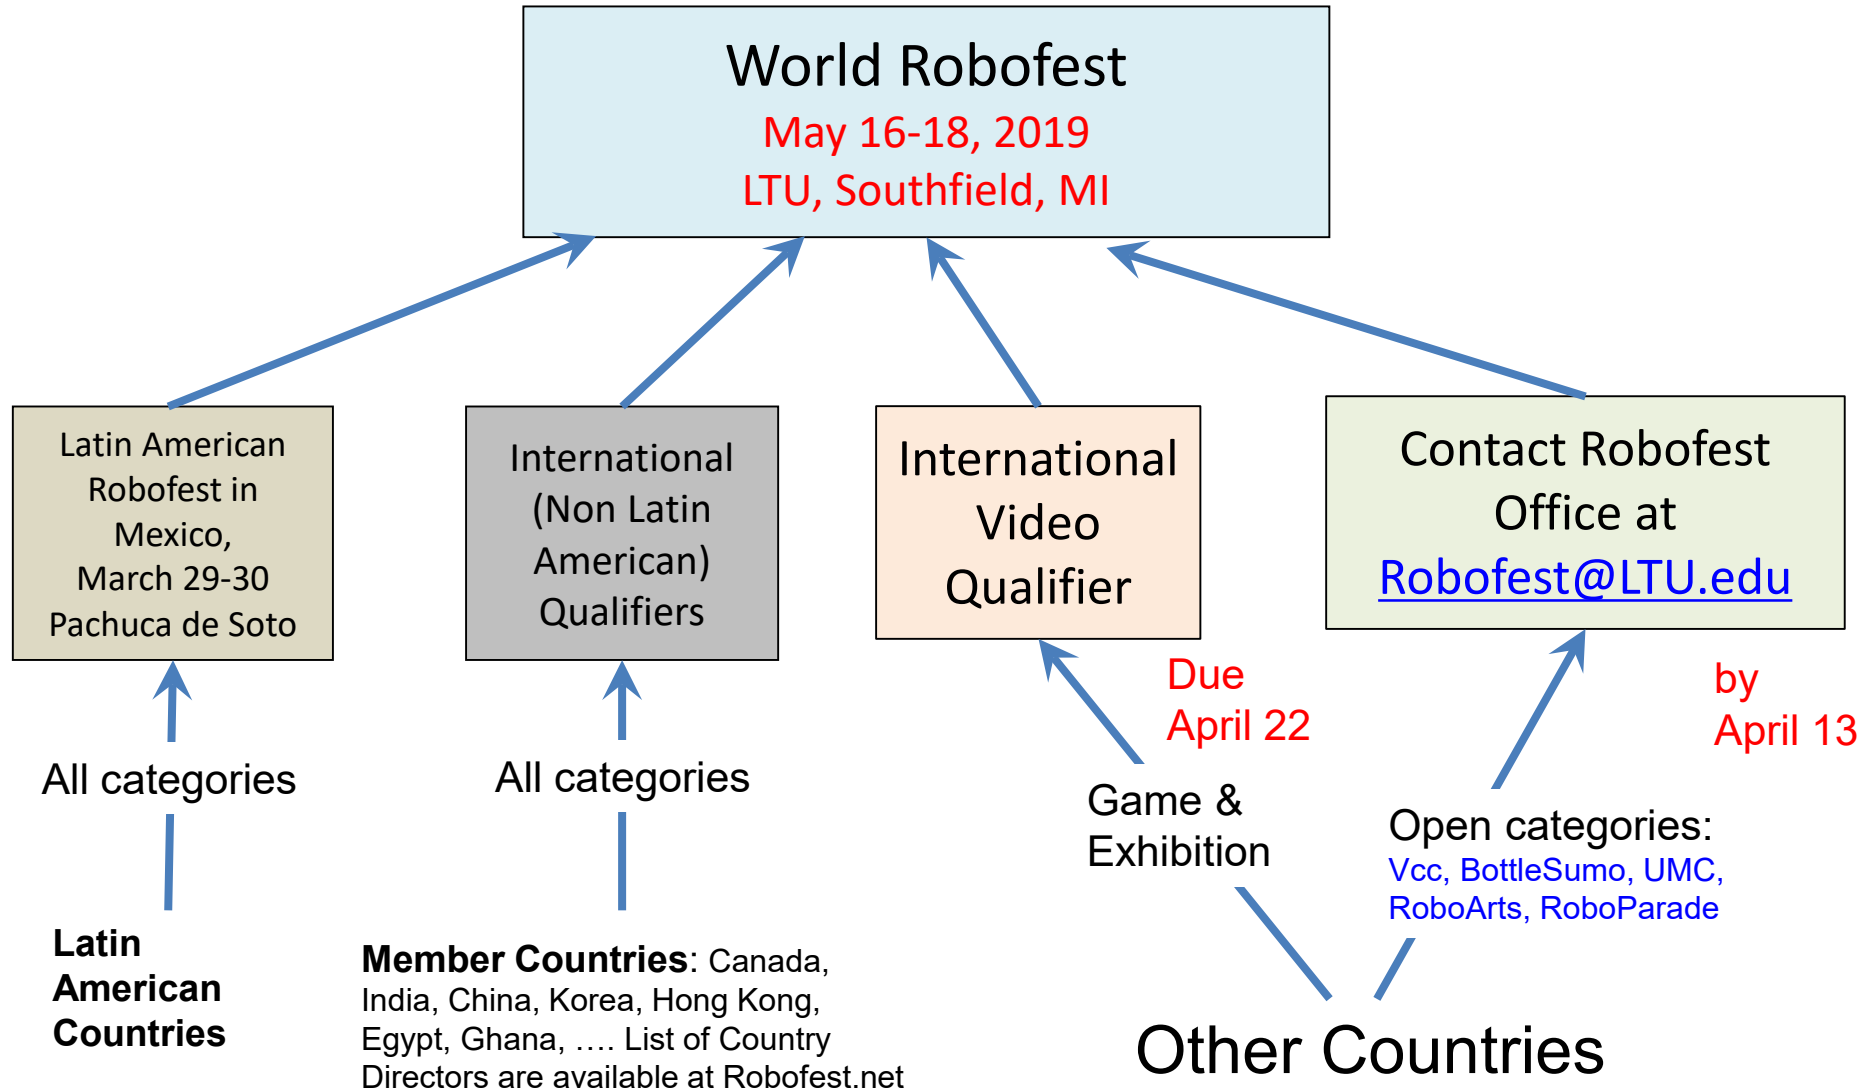 World Robofest
May 16-18, 2019
LTU, Southfield, MI
Latin American
Robofest in
Mexico,
March 29-30
Pachuca de Soto
International
(Non Latin
American)
Qualifiers
International
Video
Qualifier
Contact Robofest
Office at
Robofest@LTU.edu
Due
April 22
by
April 13
All categories
All categories
Game &
Exhibition
Open categories:
Vcc, BottleSumo, UMC,
RoboArts, RoboParade
Latin
American
Countries
Member Countries: Canada,
India, China, Korea, Hong Kong,
Egypt, Ghana, …. List of Country
Directors are available at Robofest.net
Other Countries